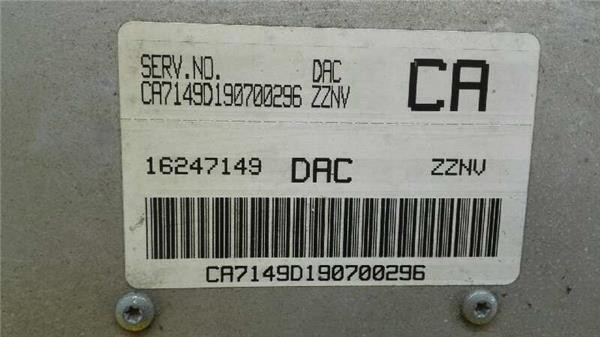 SERV.NO. DAC CA
CA7149D190700296 ZZNV
16247149 DAC ZZNV
CA7149D190700296